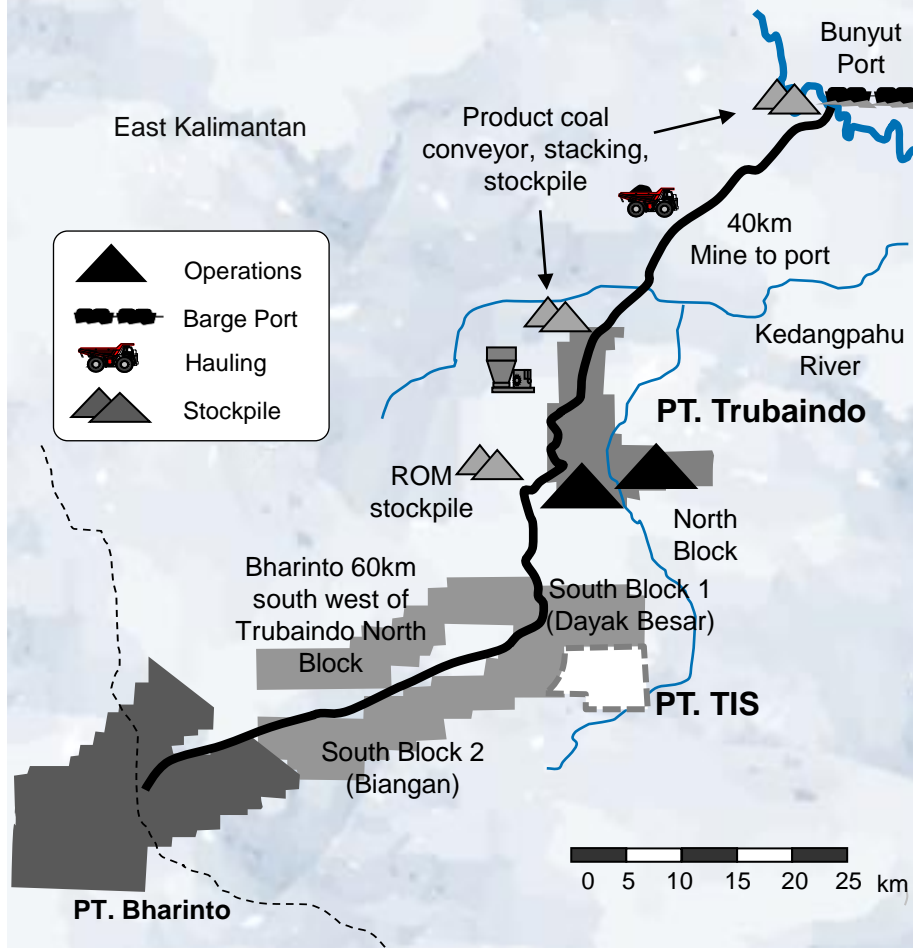 Bunyut
Port
Product coal
conveyor, stacking,
stockpile
East Kalimantan
40km
Mine to port
Operations
Barge Port
Hauling
Stockpile
Kedangpahu
River
PT. Trubaindo
ROM
stockpile
North
Block
Bharinto 60km
south west of
Trubaindo North
Block
South Block 1
(Dayak Besar)
PT. TIS
South Block 2
(Biangan)
PT. Bharinto
0 5 10 15 20 25 km